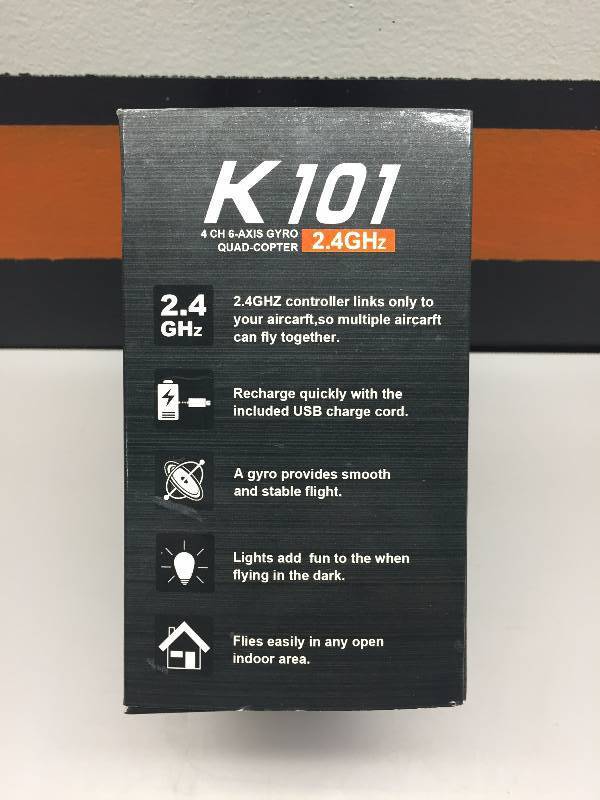 K101
4 CH 6-AXIS GYRO
QUAD-COPTER 2.4GHz
2.4
GHz
2.4GHZ controller links only to
your aircarft,so multiple aircarft
can fly together.
Recharge quickly with the
included USB charge cord.
A gyro provides smooth
and stable flight.
Lights add fun to the when
flying in the dark.
Flies easily in any open
indoor area.